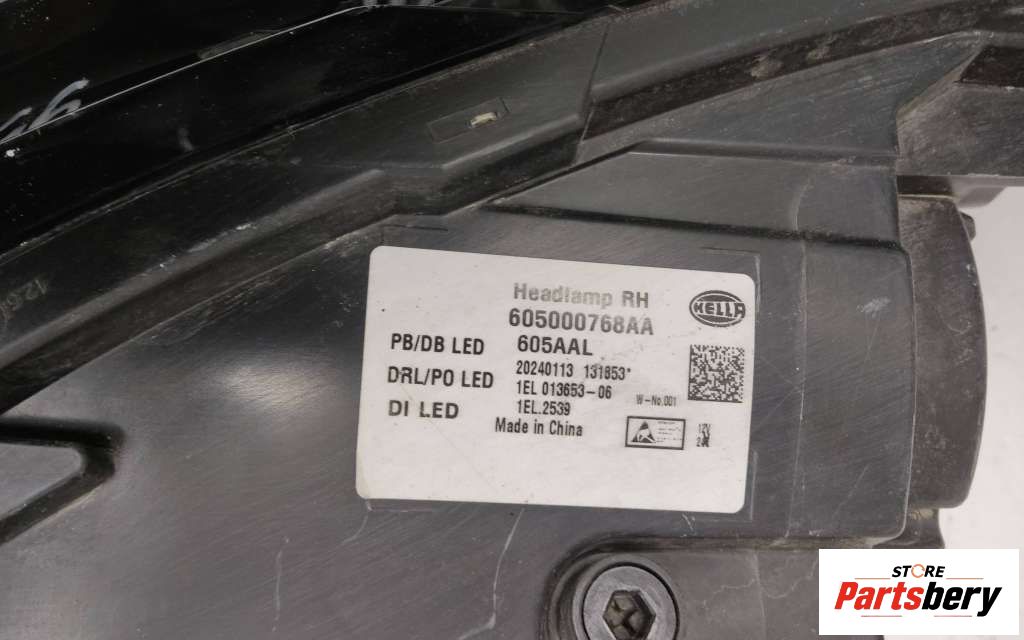 Headlamp RH
HELLA
605000768AA
PB/DB LED 605AAL
20240113 131853*
DRL/PO LED
1EL 013653-06
W-No.001
DI LED
1EL.2539
Made in China
12V
STORE
Partsbery